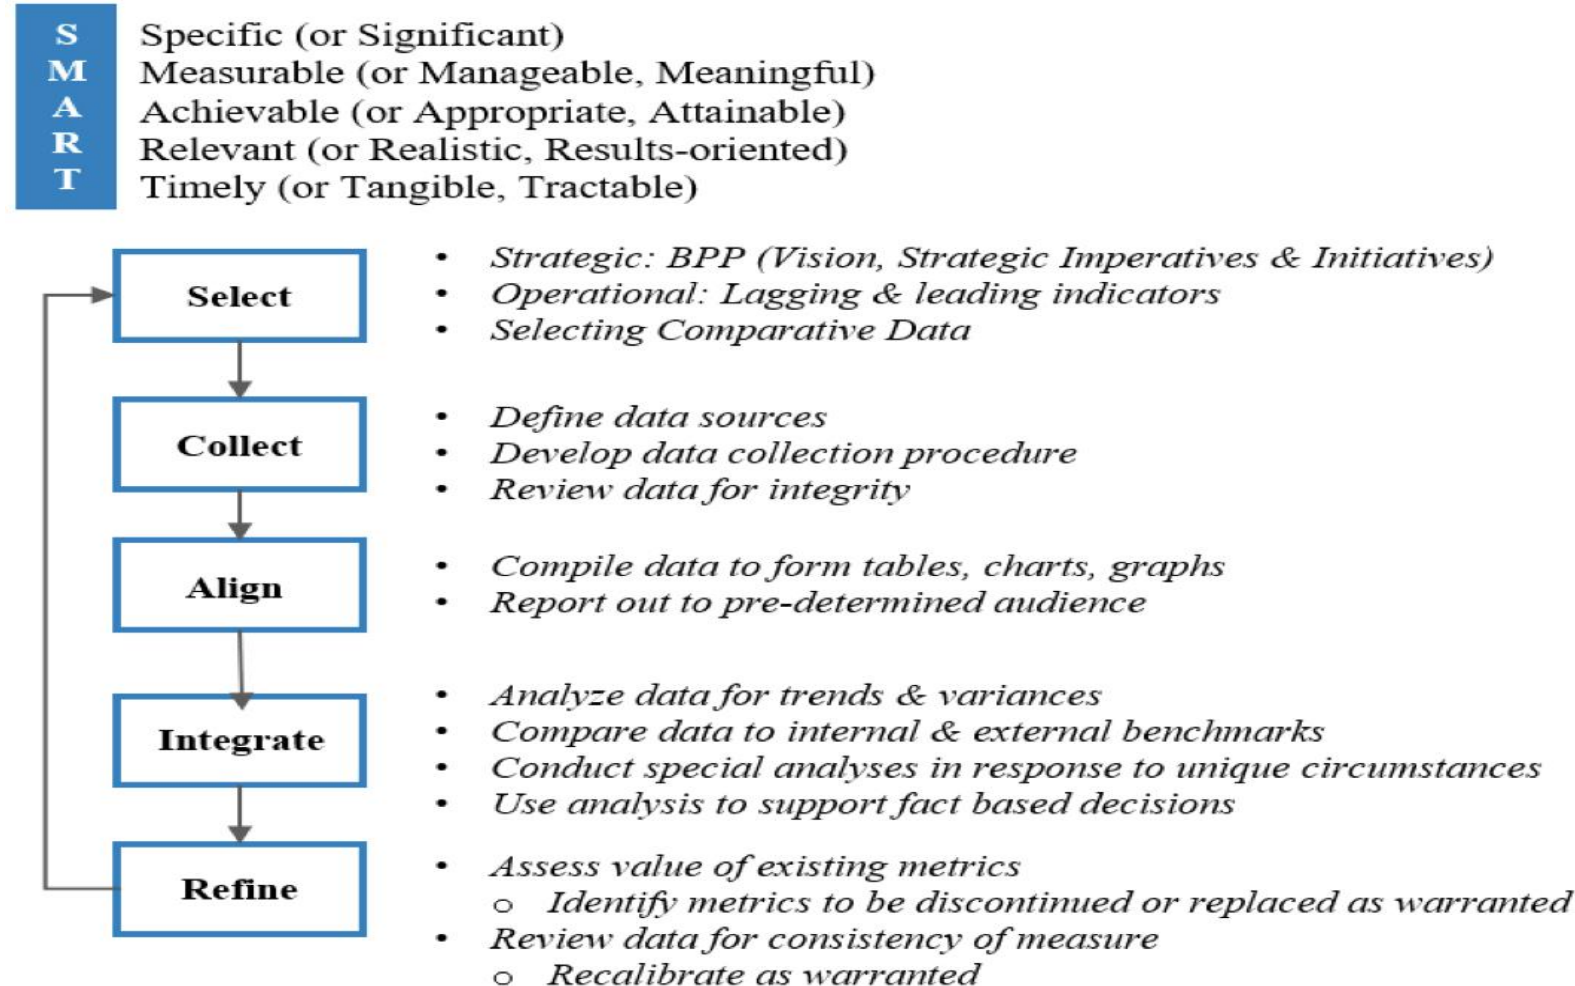 S
M
A
R
T
Specific (or Significant)
Measurable (or Manageable, Meaningful)
Achievable (or Appropriate, Attainable)
Relevant (or Realistic, Results-oriented)
Timely (or Tangible, Tractable)
Select
• Strategic: BPP (Vision, Strategic Imperatives & Initiatives)
• Operational: Lagging & leading indicators
• Selecting Comparative Data
Collect
• Define data sources
• Develop data collection procedure
• Review data for integrity
Align
• Compile data to form tables, charts, graphs
• Report out to pre-determined audience
Integrate
• Analyze data for trends & variances
• Compare data to internal & external benchmarks
• Conduct special analyses in response to unique circumstances
• Use analysis to support fact based decisions
Refine
• Assess value of existing metrics
o Identify metrics to be discontinued or replaced as warranted
• Review data for consistency of measure
o Recalibrate as warranted